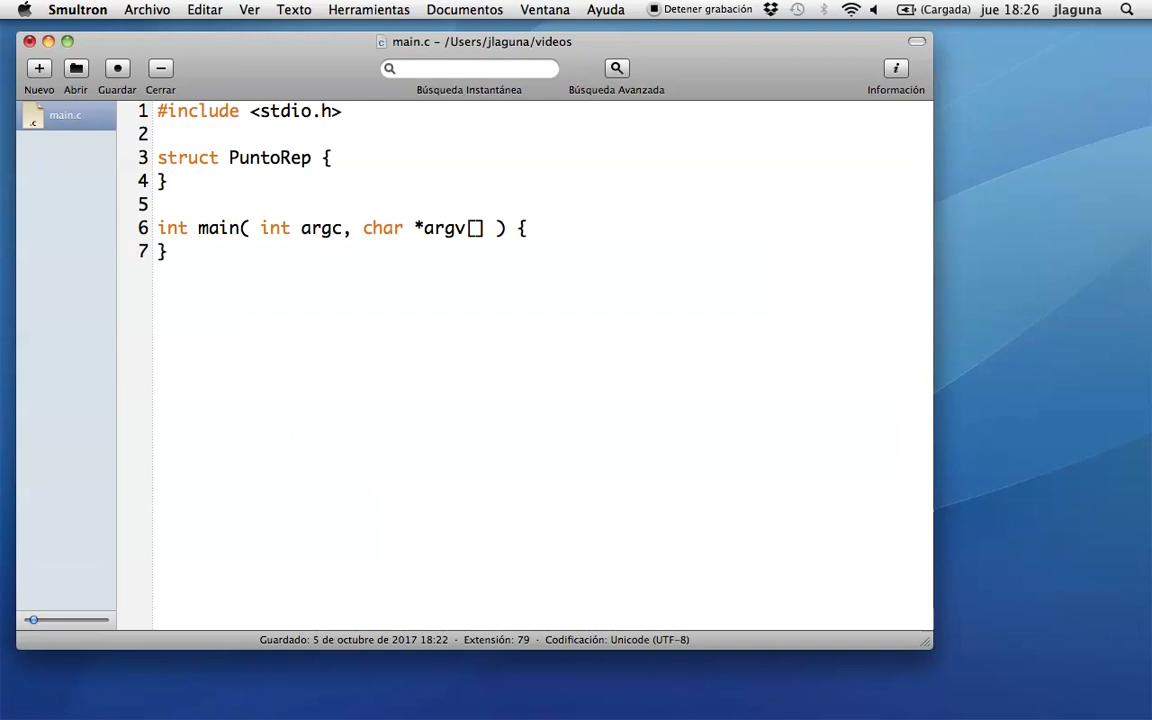 Smultron Archivo Editar Ver Texto Herramientas Documentos Ventana Ayuda Detener grabación (Cargada) jue 18:26 jlaguna
main.c – /Users/jlaguna/videos
Nuevo Abrir Guardar Cerrar Búsqueda Instantánea Búsqueda Avanzada Información
main.c
.c
1 #include <stdio.h>
2
3 struct PuntoRep {
4 }
5
6 int main( int argc, char *argv[] ) {
7 }
Guardado: 5 de octubre de 2017 18:22 · Extensión: 79 · Codificación: Unicode (UTF-8)